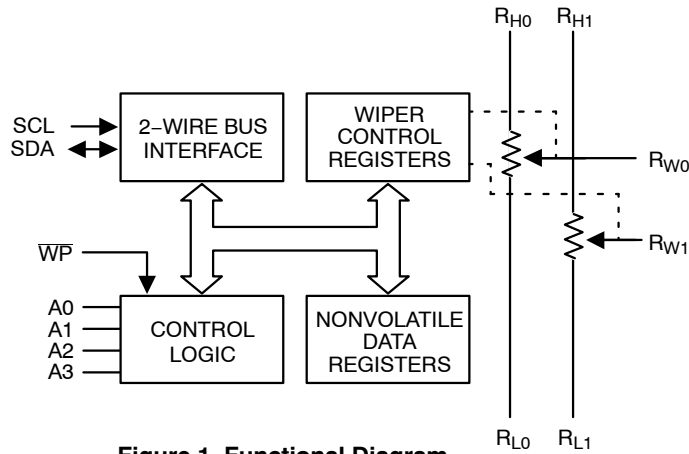 R_H0 R_H1
SCL
SDA
2−WIRE BUS
INTERFACE
WIPER
CONTROL
REGISTERS
R_W0
R_W1
W̅P̅
A0
A1
A2
A3
CONTROL
LOGIC
NONVOLATILE
DATA
REGISTERS
R_L0 R_L1
Figure 1. Functional Diagram